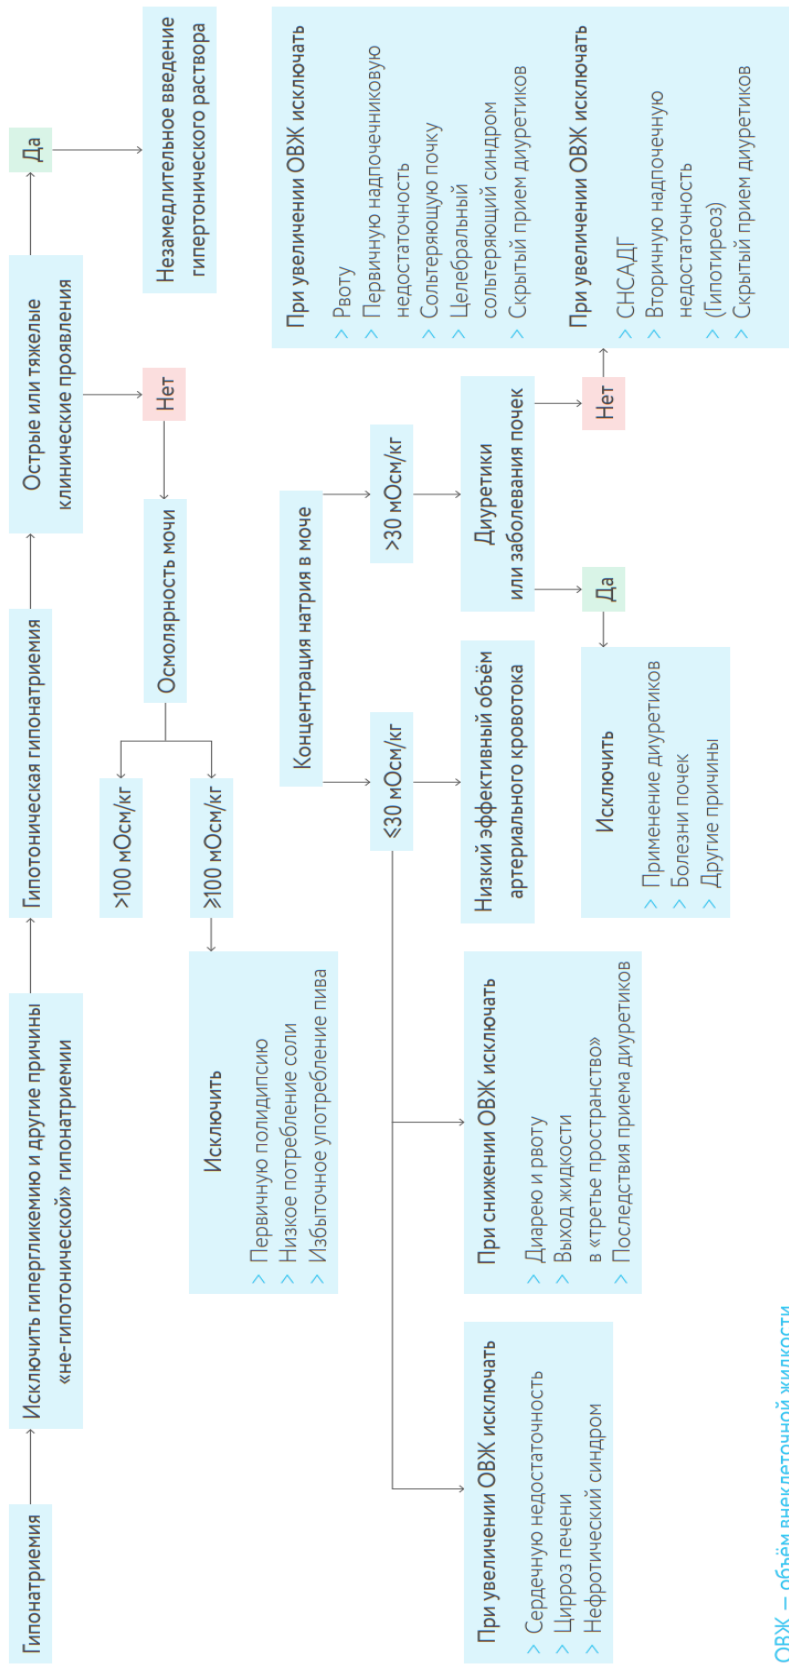 Гипонатриемия
Исключить гипергликемию и другие причины
«не-гипотонической» гипонатриемии
Гипотоническая гипонатриемия
Острые или тяжелые
клинические проявления
Да
Незамедлительное введение
гипертонического раствора
Нет
Осмолярность мочи
>100 мОсм/кг
≥100 мОсм/кг
Исключить
> Первичную полидипсию
> Низкое потребление соли
> Избыточное употребление пива
Концентрация натрия в моче
≤30 мОсм/кг
>30 мОсм/кг
Низкий эффективный объём
артериального кровотока
Диуретики
или заболевания почек
Да
Нет
При увеличении ОВЖ исключать
> Сердечную недостаточность
> Цирроз печени
> Нефротический синдром
При снижении ОВЖ исключать
> Диарею и рвоту
> Выход жидкости
в «третье пространство»
> Последствия приема диуретиков
Исключить
> Применение диуретиков
> Болезни почек
> Другие причины
При увеличении ОВЖ исключать
> Рвоту
> Первичную надпочечниковую
недостаточность
> Сольтеряющую почку
> Целебральный
сольтеряющий синдром
> Скрытый прием диуретиков
При увеличении ОВЖ исключать
> СНСАДГ
> Вторичную надпочечную
недостаточность
> (Гипотиреоз)
> Скрытый прием диуретиков
ОВЖ – объём внеклеточной жидкости